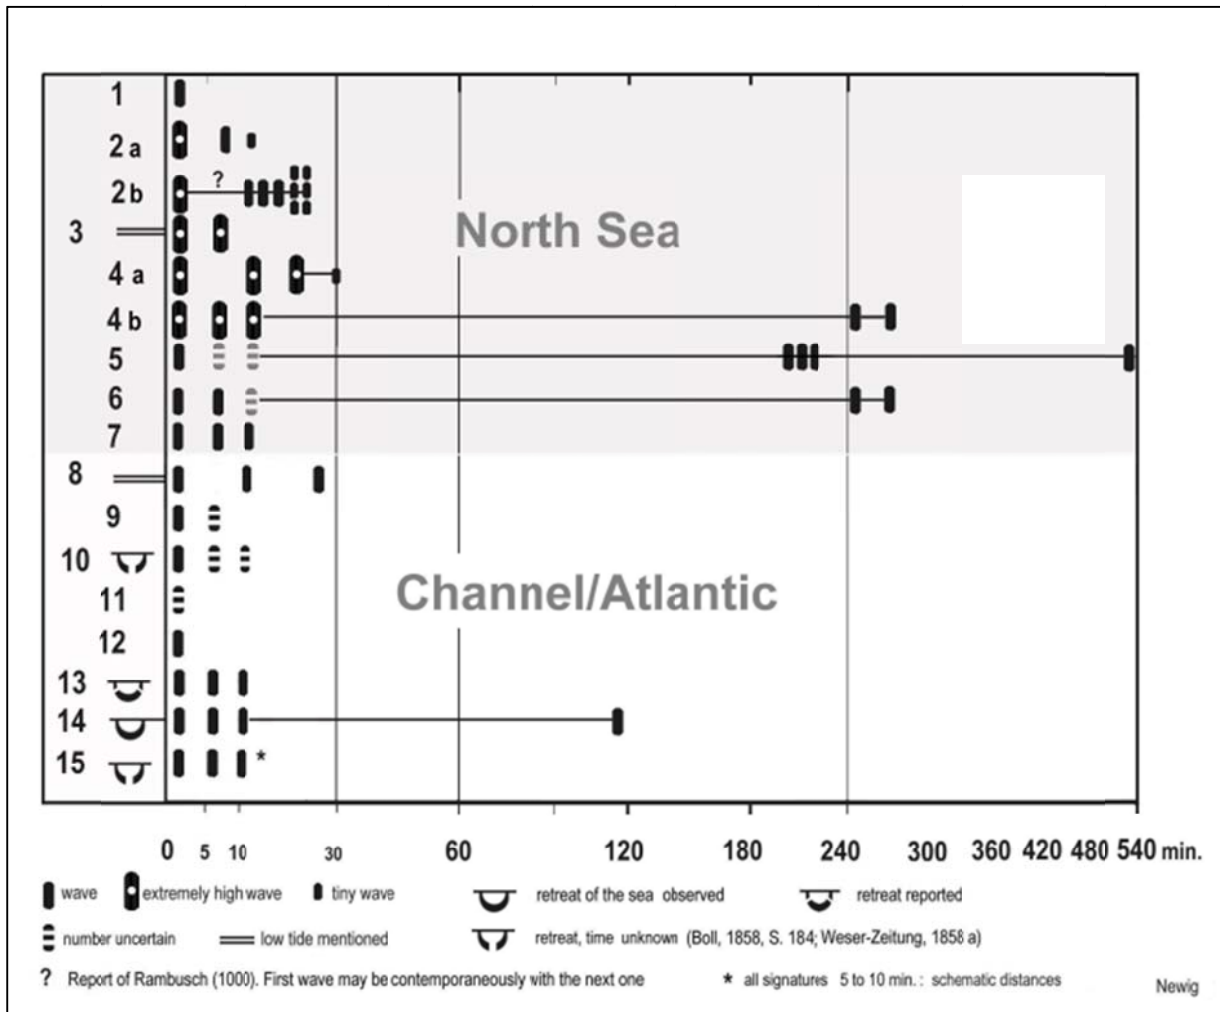 1
2 a
?
2 b
North Sea
3
4 a
4 b
5
6
7
8
9
10
Channel/Atlantic
11
12
13
14
15 *
0 5 10 30 60 120 180 240 300 360 420 480 540 min.
wave extremely high wave tiny wave retreat of the sea observed retreat reported
number uncertain low tide mentioned retreat, time unknown (Boll, 1858, S. 184; Weser-Zeitung, 1858 a)
? Report of Rambusch (1000). First wave may be contemporaneously with the next one * all signatures 5 to 10 min.: schematic distances Newig